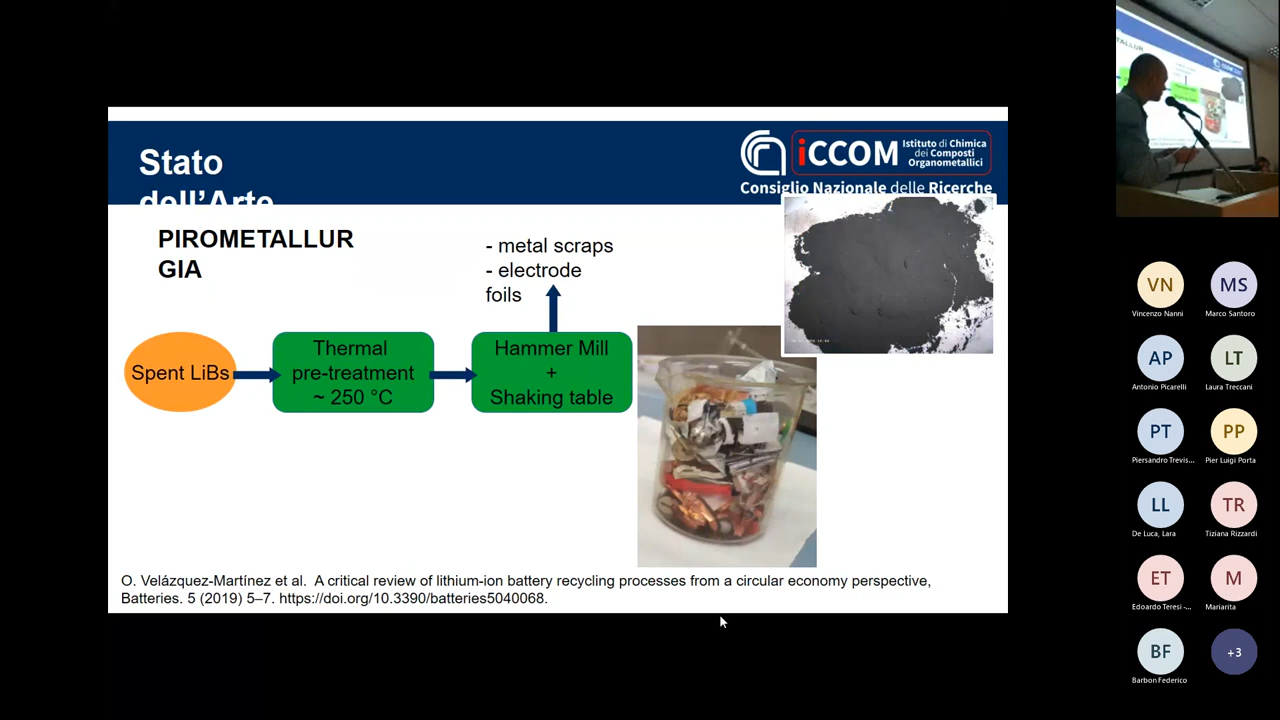 Stato
dell'Arte
iCCOM
Istituto di Chimica
dei Composti
Organometallici
Consiglio Nazionale delle Ricerche
PIROMETALLUR
GIA
- metal scraps
- electrode
foils
Spent LiBs
Thermal
pre-treatment
~ 250 °C
Hammer Mill
+
Shaking table
O. Velázquez-Martínez et al. A critical review of lithium-ion battery recycling processes from a circular economy perspective,
Batteries. 5 (2019) 5–7. https://doi.org/10.3390/batteries5040068.
VN
Vincenzo Nanni
MS
Marco Santoro
AP
Antonio Picarelli
LT
Laura Treccani
PT
Piersandro Trevis...
PP
Pier Luigi Porta
LL
De Luca, Lara
TR
Tiziana Rizzardi
ET
Edoardo Teresi -...
M
Mariarita
BF
Barbon Federico
+3